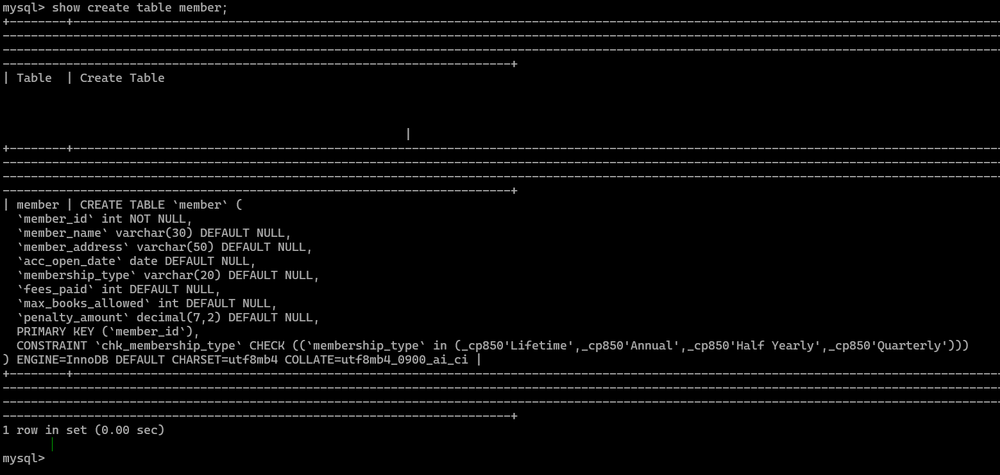 mysql> show create table member;
+--------+------------------------------------------------------------------------------------------------------------------------------------
----------------------------------------------------------------------------------------------------------------------------------------------
----------------------------------------------------------------------------------------------------------------------------------------------
------------------------------------------------------------------------+
| Table  | Create Table
|
+--------+------------------------------------------------------------------------------------------------------------------------------------
----------------------------------------------------------------------------------------------------------------------------------------------
----------------------------------------------------------------------------------------------------------------------------------------------
------------------------------------------------------------------------+
| member | CREATE TABLE `member` (
  `member_id` int NOT NULL,
  `member_name` varchar(30) DEFAULT NULL,
  `member_address` varchar(50) DEFAULT NULL,
  `acc_open_date` date DEFAULT NULL,
  `membership_type` varchar(20) DEFAULT NULL,
  `fees_paid` int DEFAULT NULL,
  `max_books_allowed` int DEFAULT NULL,
  `penalty_amount` decimal(7,2) DEFAULT NULL,
  PRIMARY KEY (`member_id`),
  CONSTRAINT `chk_membership_type` CHECK ((`membership_type` in (_cp850'Lifetime',_cp850'Annual',_cp850'Half Yearly',_cp850'Quarterly')))
) ENGINE=InnoDB DEFAULT CHARSET=utf8mb4 COLLATE=utf8mb4_0900_ai_ci |
+--------+------------------------------------------------------------------------------------------------------------------------------------
----------------------------------------------------------------------------------------------------------------------------------------------
----------------------------------------------------------------------------------------------------------------------------------------------
------------------------------------------------------------------------+
1 row in set (0.00 sec)
mysql>